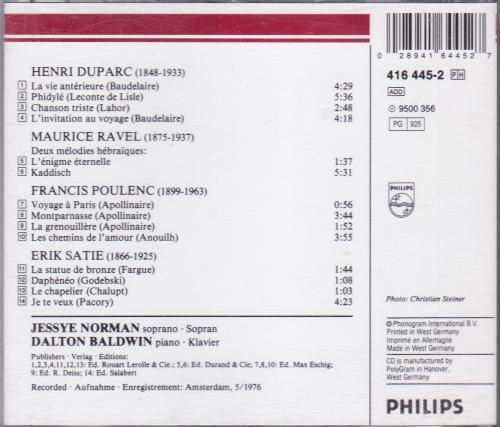 HENRI DUPARC (1848-1933)
1 La vie antérieure (Baudelaire) 4:29
2 Phidylé (Leconte de Lisle) 5:36
3 Chanson triste (Lahor) 2:48
4 L'invitation au voyage (Baudelaire) 4:18
MAURICE RAVEL (1875-1937)
Deux mélodies hébraïques:
5 L'énigme éternelle 1:37
6 Kaddisch 5:31
FRANCIS POULENC (1899-1963)
7 Voyage à Paris (Apollinaire) 0:56
8 Montparnasse (Apollinaire) 3:44
9 La grenouillère (Apollinaire) 1:52
10 Les chemins de l'amour (Anouilh) 3:55
ERIK SATIE (1866-1925)
11 La statue de bronze (Fargue) 1:44
12 Daphénéo (Godebski) 1:08
13 Le chapelier (Chalupt) 1:03
14 Je te veux (Pacory) 4:23
JESSYE NORMAN soprano · Sopran
DALTON BALDWIN piano · Klavier
Publishers · Verlag · Editions:
1,2,3,4,11,12,13: Ed. Rouart Lerolle & Cie.; 5,6: Ed. Durand & Cie; 7,8,10: Ed. Max Eschig;
9: Ed. R. Deiss; 14: Ed. Salabert
Recorded · Aufnahme · Enregistrement: Amsterdam, 5/1976
0 28941 64452 7
416 445-2 PH
ADD
9500 356
PG 925
PHILIPS
Photo: Christian Steiner
©Phonogram International B.V.
Printed in West Germany
Imprimé en Allemagne
Made in West Germany
CD is manufactured by
PolyGram in Hanover,
West Germany
PHILIPS